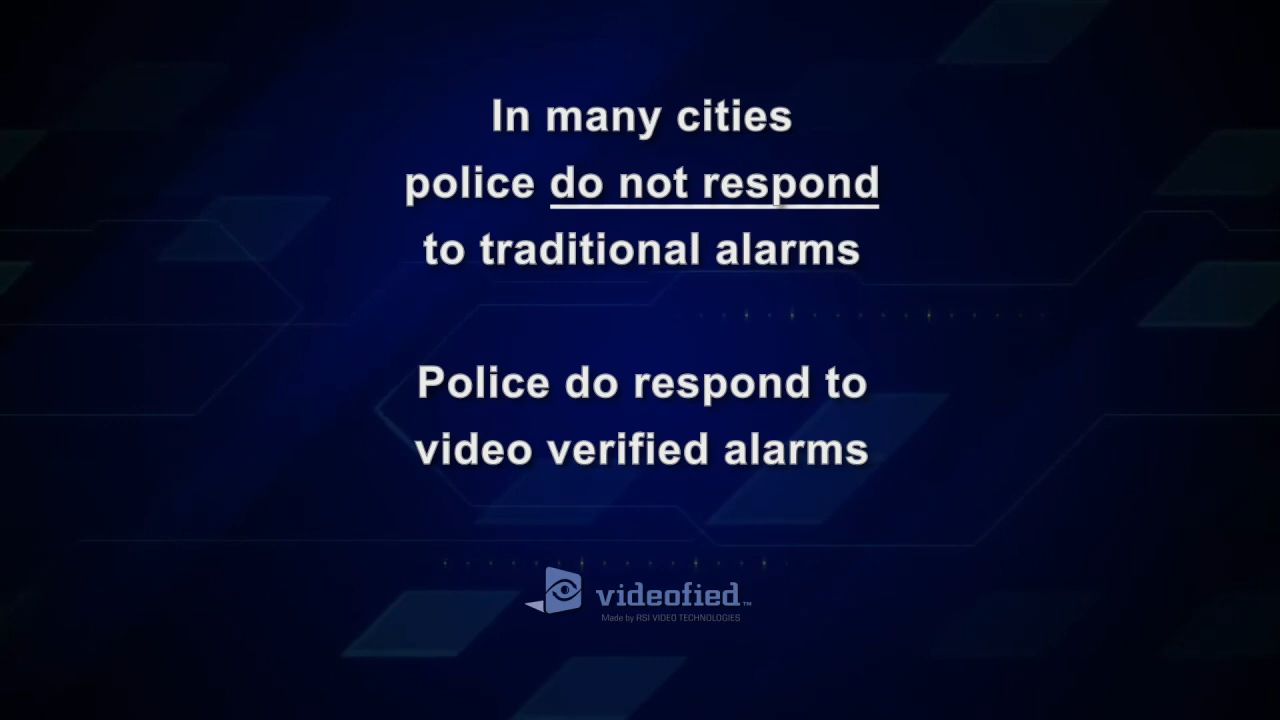 In many cities
police do not respond
to traditional alarms
Police do respond to
video verified alarms
videofied™
Made by RSI VIDEO TECHNOLOGIES